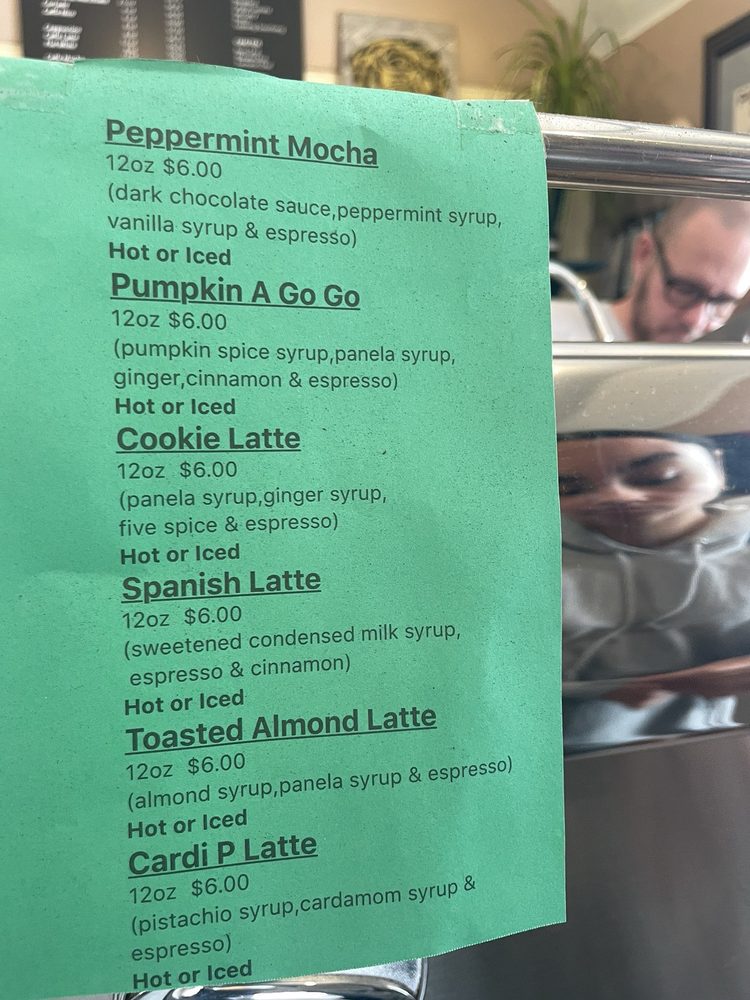 Peppermint Mocha
12oz $6.00
(dark chocolate sauce,peppermint syrup,
vanilla syrup & espresso)
Hot or Iced
Pumpkin A Go Go
12oz $6.00
(pumpkin spice syrup,panela syrup,
ginger,cinnamon & espresso)
Hot or Iced
Cookie Latte
12oz $6.00
(panela syrup,ginger syrup,
five spice & espresso)
Hot or Iced
Spanish Latte
12oz $6.00
(sweetened condensed milk syrup,
espresso & cinnamon)
Hot or Iced
Toasted Almond Latte
12oz $6.00
(almond syrup,panela syrup & espresso)
Hot or Iced
Cardi P Latte
12oz $6.00
(pistachio syrup,cardamom syrup &
espresso)
Hot or Iced